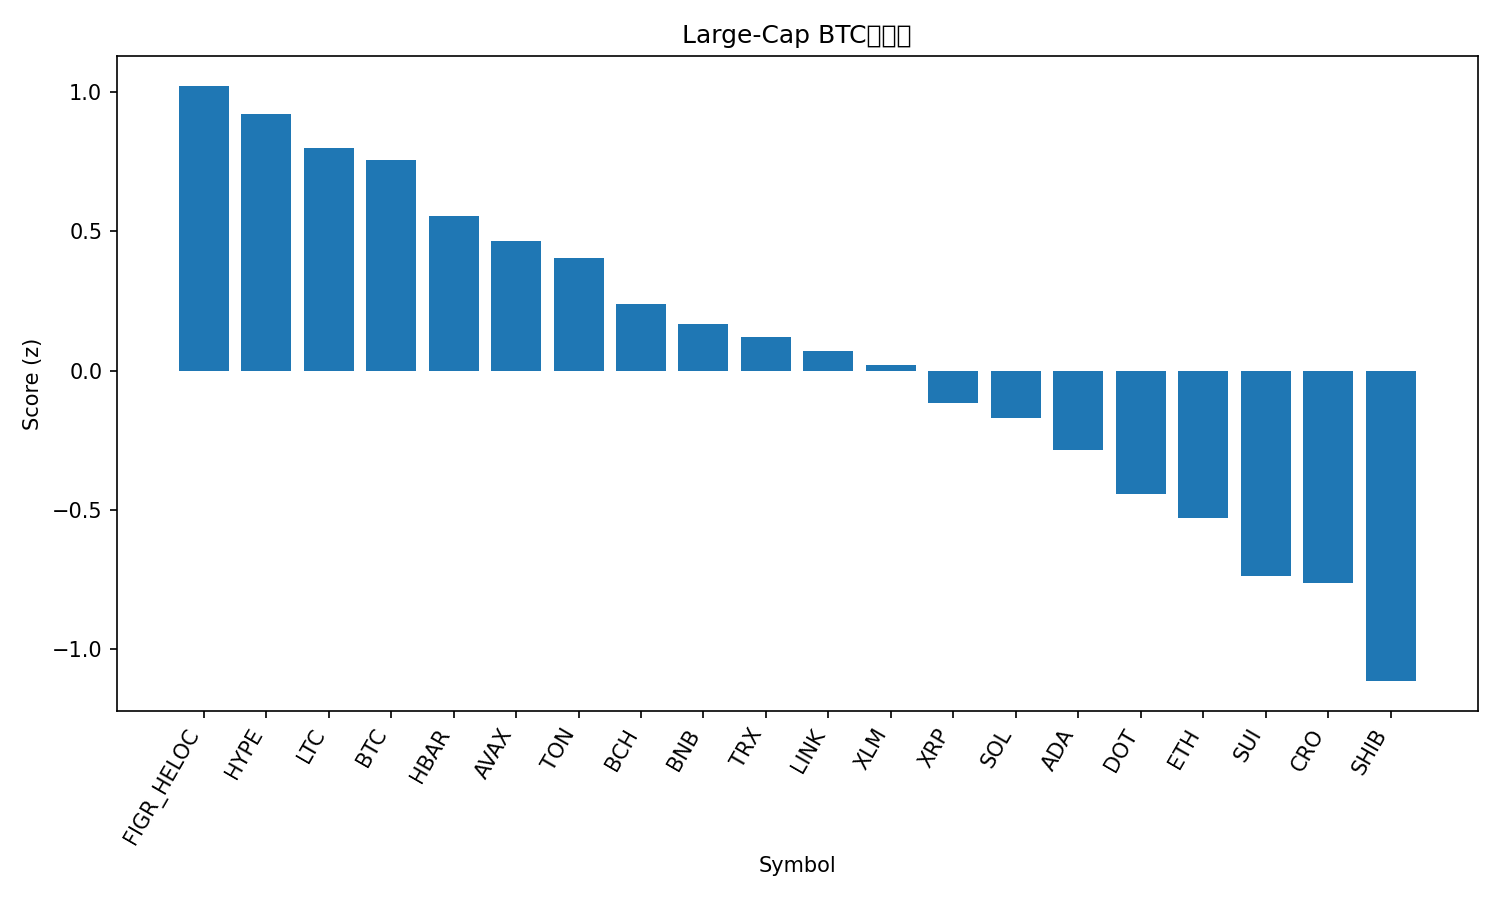 Large-Cap BTC
1.0
0.5
0.0
−0.5
−1.0
Score (z)
FIGR_HELOC
HYPE
LTC
BTC
HBAR
AVAX
TON
BCH
BNB
TRX
LINK
XLM
XRP
SOL
ADA
DOT
ETH
SUI
CRO
SHIB
Symbol